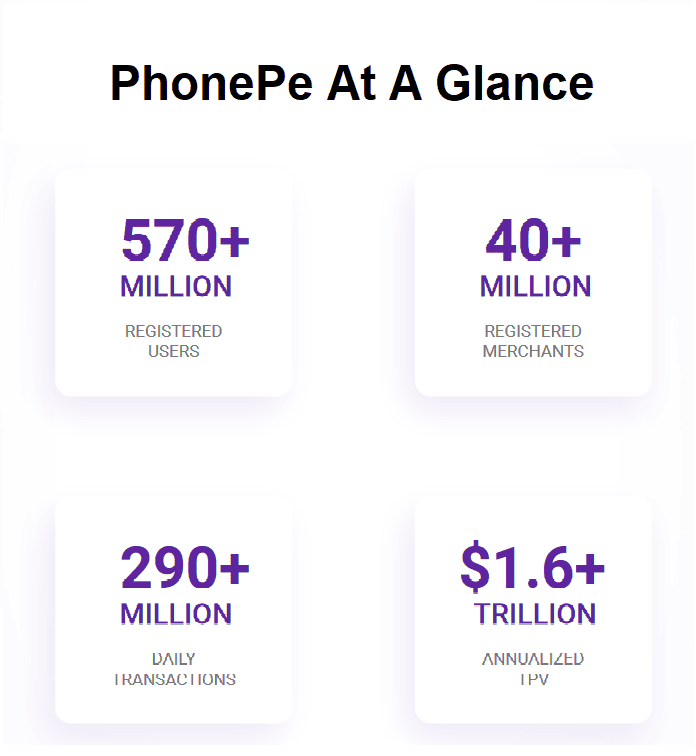 PhonePe At A Glance
570+
MILLION
REGISTERED
USERS
40+
MILLION
REGISTERED
MERCHANTS
290+
MILLION
DAILY
TRANSACTIONS
$1.6+
TRILLION
ANNUALIZED
TPV